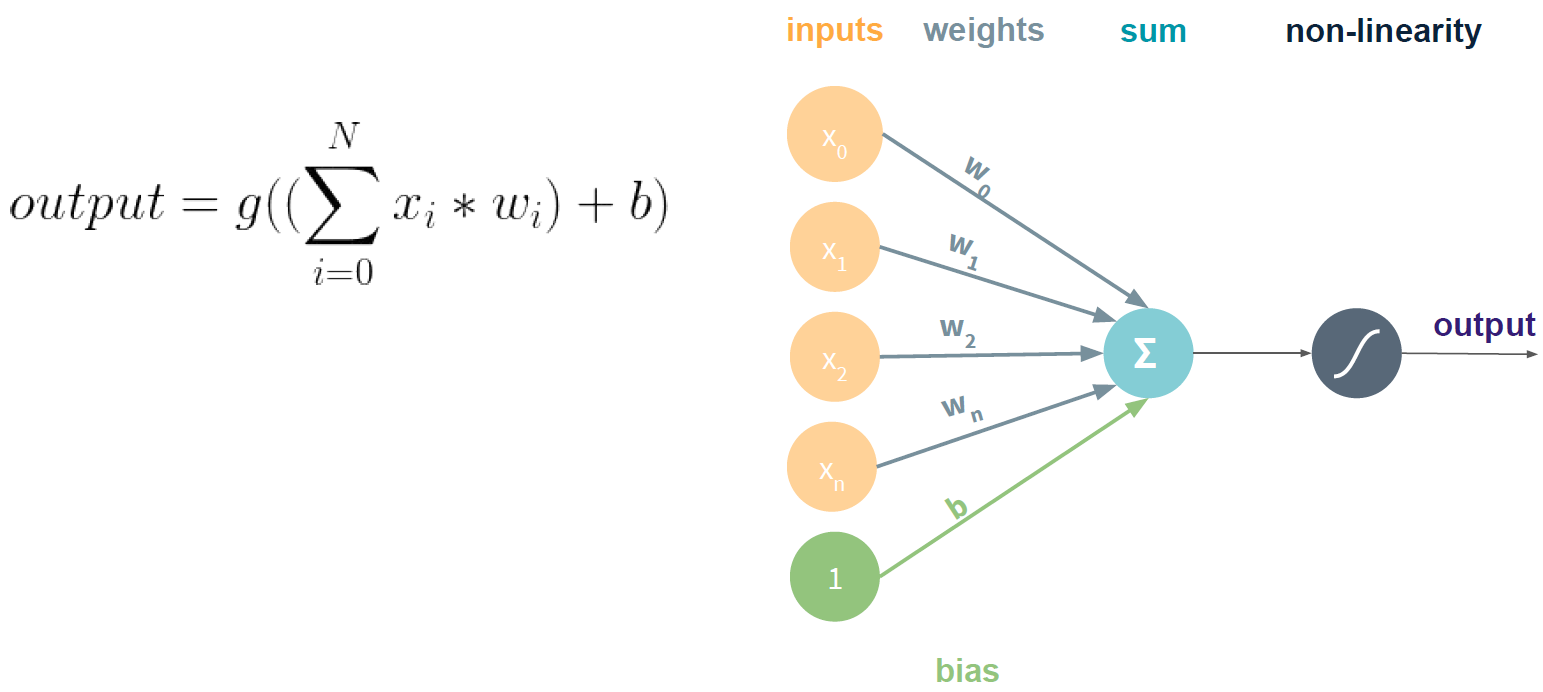 output = g((∑_{i=0}^{N} x_i * w_i) + b)
inputs weights sum non-linearity
x_0
w_0
x_1
w_1
x_2
w_2
Σ
output
x_n
w_n
1
b
bias